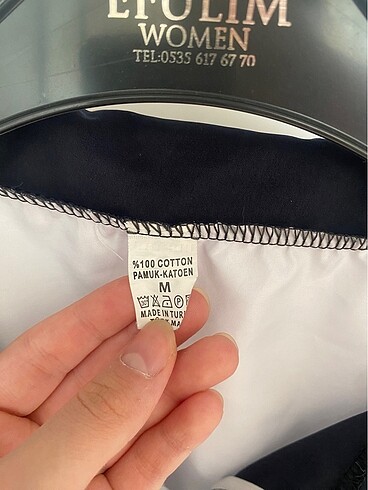 EFULIM
WOMEN
TEL:0535 617 67 70
%100 COTTON
PAMUK-KATOEN
M
MADE IN TUR